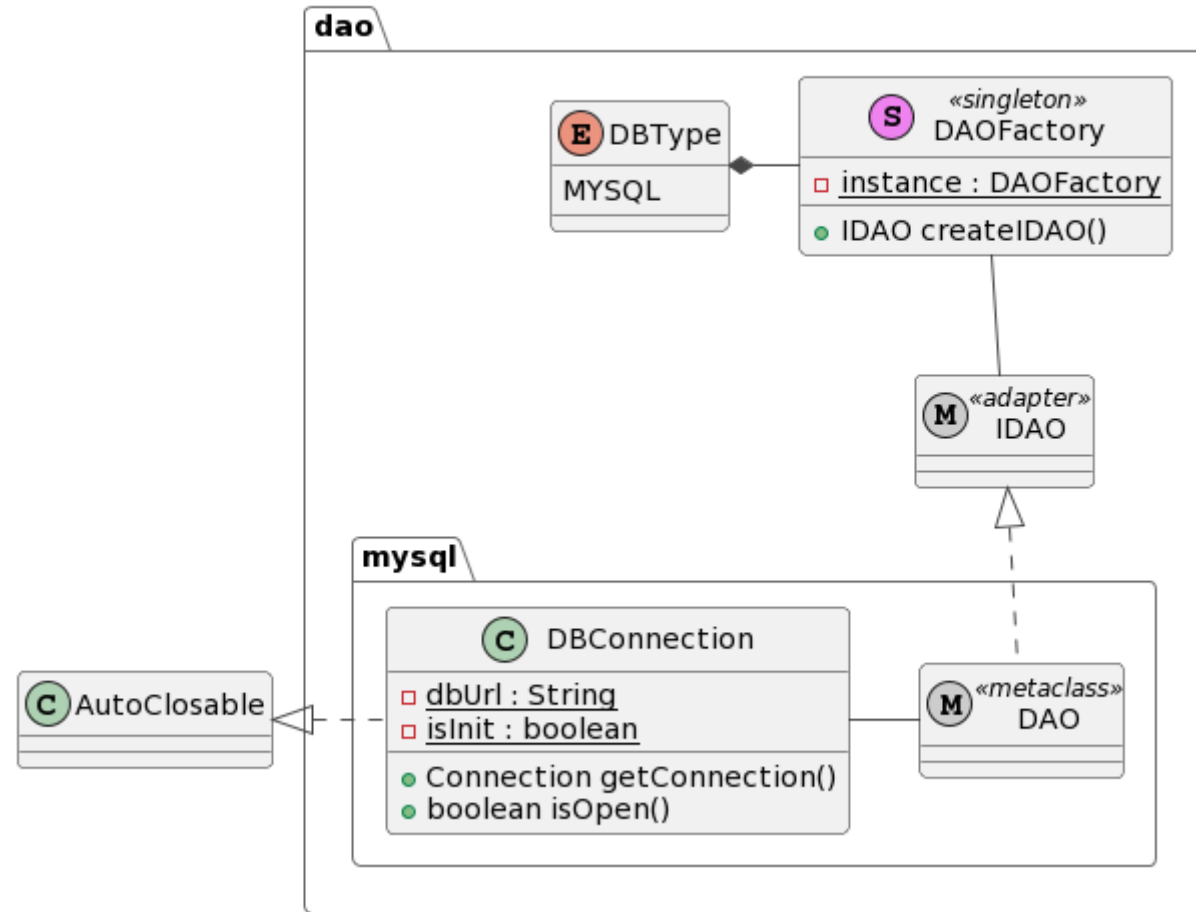 dao
E DBType
MYSQL
«singleton»
S DAOFactory
instance : DAOFactory
IDAO createIDAO()
«adapter»
M IDAO
mysql
C DBConnection
dbUrl : String
isInit : boolean
Connection getConnection()
boolean isOpen()
C AutoClosable
«metaclass»
M DAO